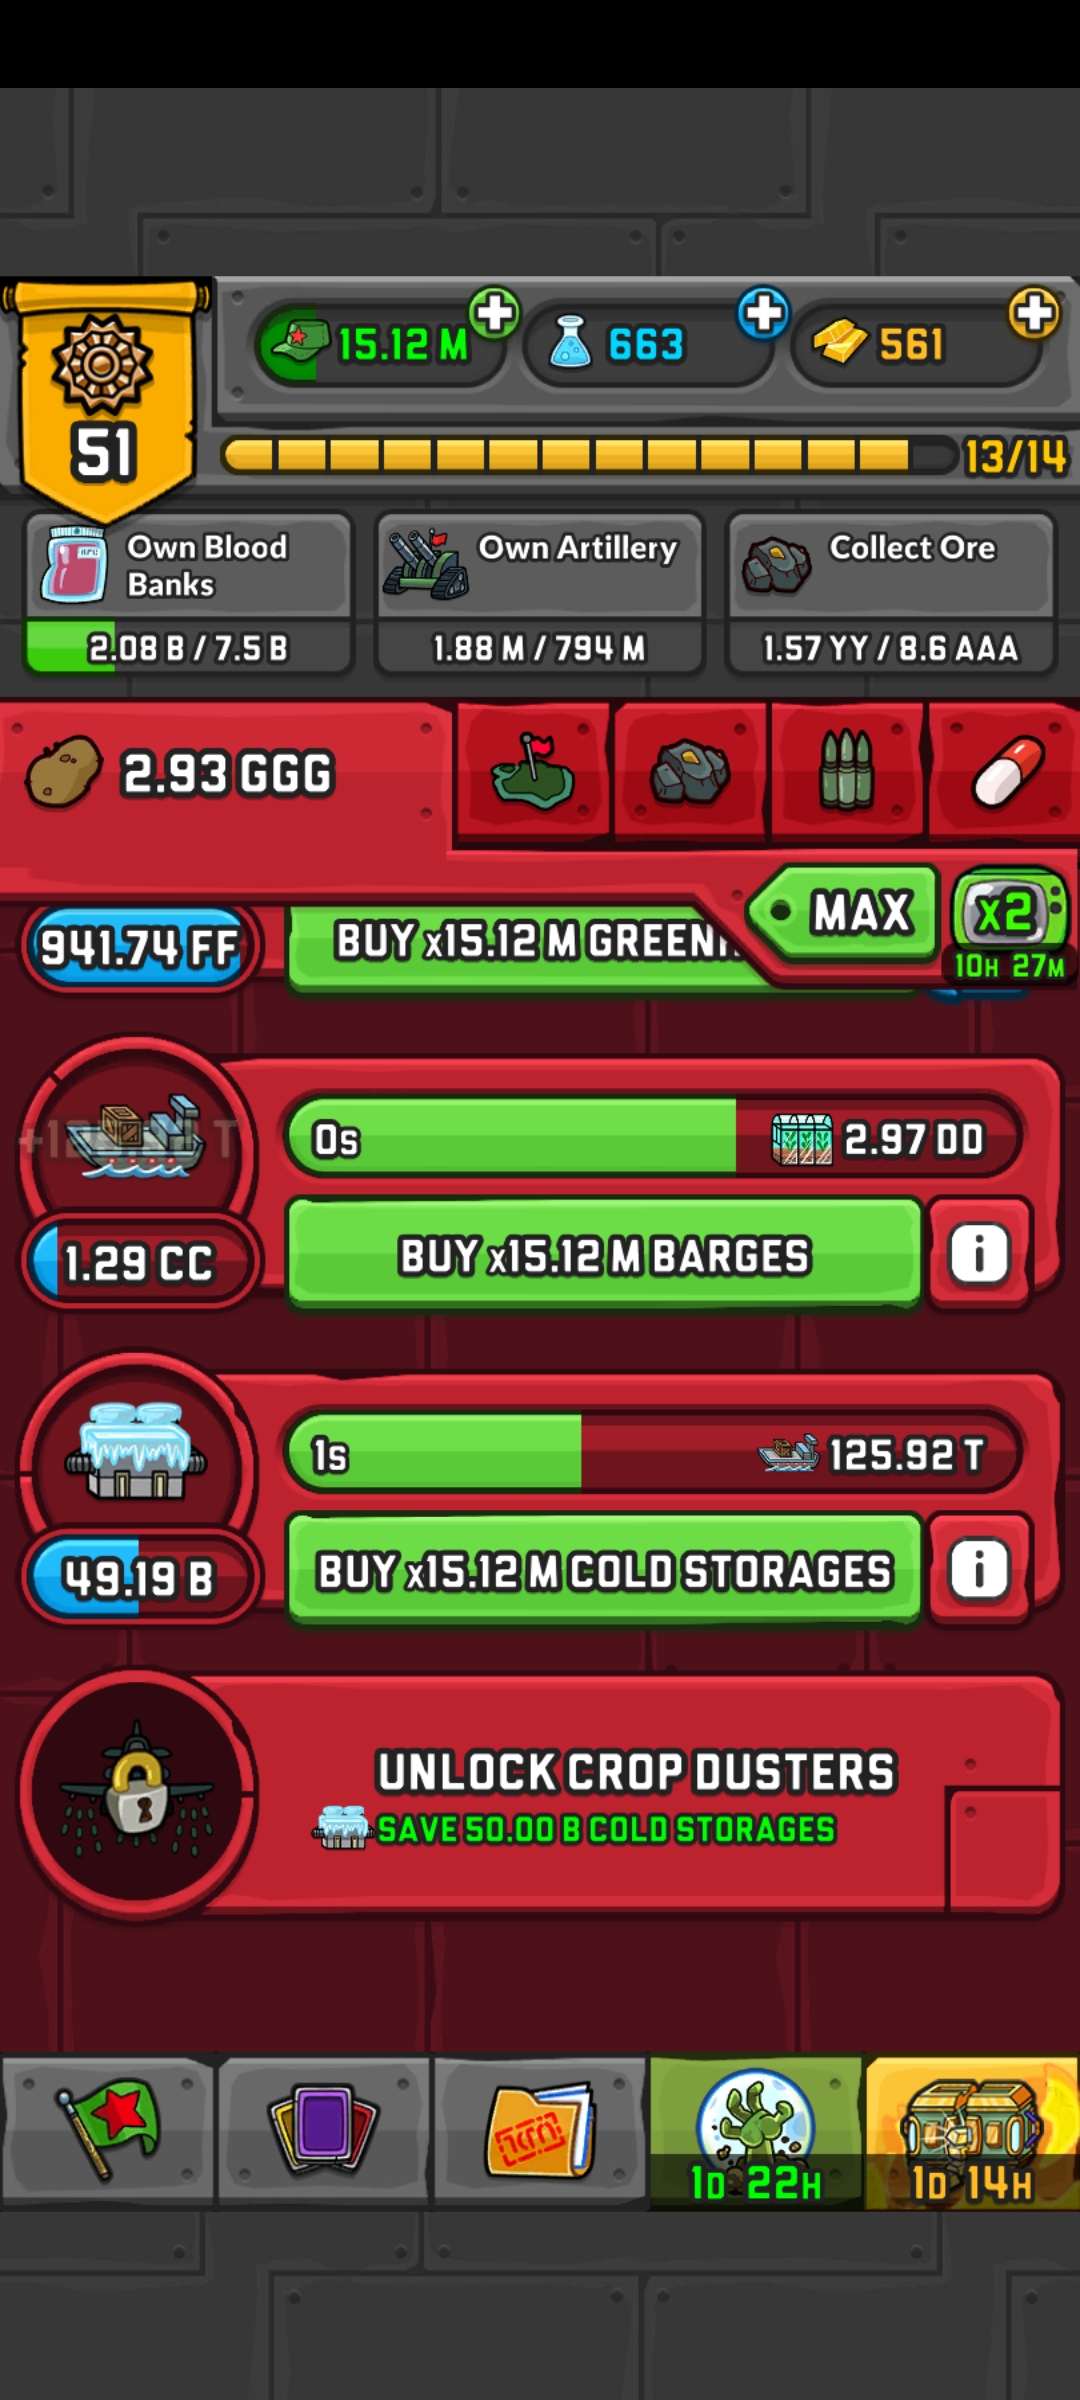 15.12 M
663
561
51
13/14
Own Blood
Banks
2.08 B / 7.5 B
Own Artillery
1.88 M / 794 M
Collect Ore
1.57 YY / 8.6 AAA
2.93 GGG
MAX
x2
10H 27M
941.74 FF
BUY x15.12 M
0s
2.97 DD
1.29 CC
BUY x15.12 M BARGES
i
1s
125.92 T
49.19 B
BUY x15.12 M COLD STORAGES
i
UNLOCK CROP DUSTERS
SAVE 50.00 B COLD STORAGES
1D 22H
1D 14H